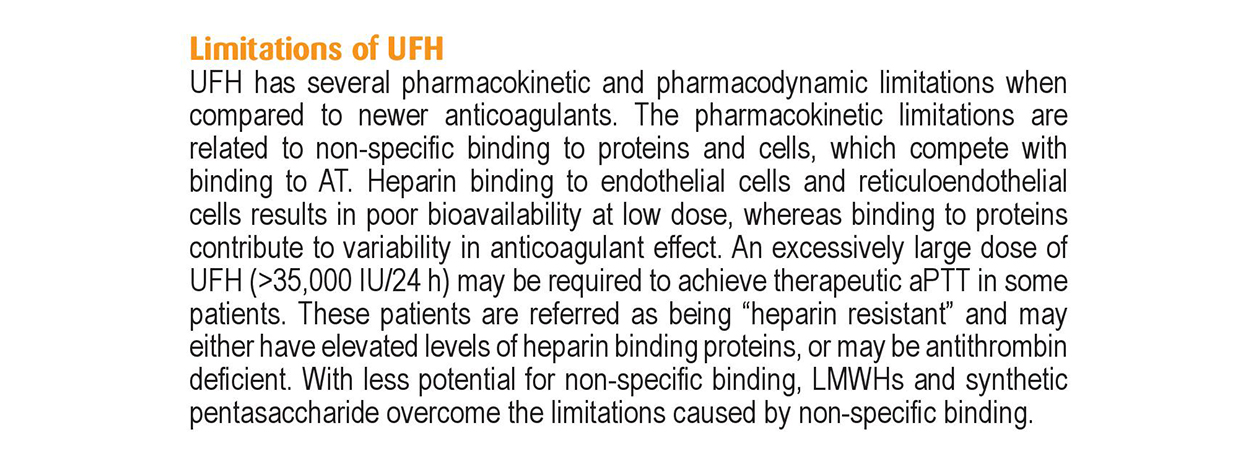 Limitations of UFH
UFH has several pharmacokinetic and pharmacodynamic limitations when
compared to newer anticoagulants. The pharmacokinetic limitations are
related to non-specific binding to proteins and cells, which compete with
binding to AT. Heparin binding to endothelial cells and reticuloendothelial
cells results in poor bioavailability at low dose, whereas binding to proteins
contribute to variability in anticoagulant effect. An excessively large dose of
UFH (>35,000 IU/24 h) may be required to achieve therapeutic aPTT in some
patients. These patients are referred as being “heparin resistant” and may
either have elevated levels of heparin binding proteins, or may be antithrombin
deficient. With less potential for non-specific binding, LMWHs and synthetic
pentasaccharide overcome the limitations caused by non-specific binding.